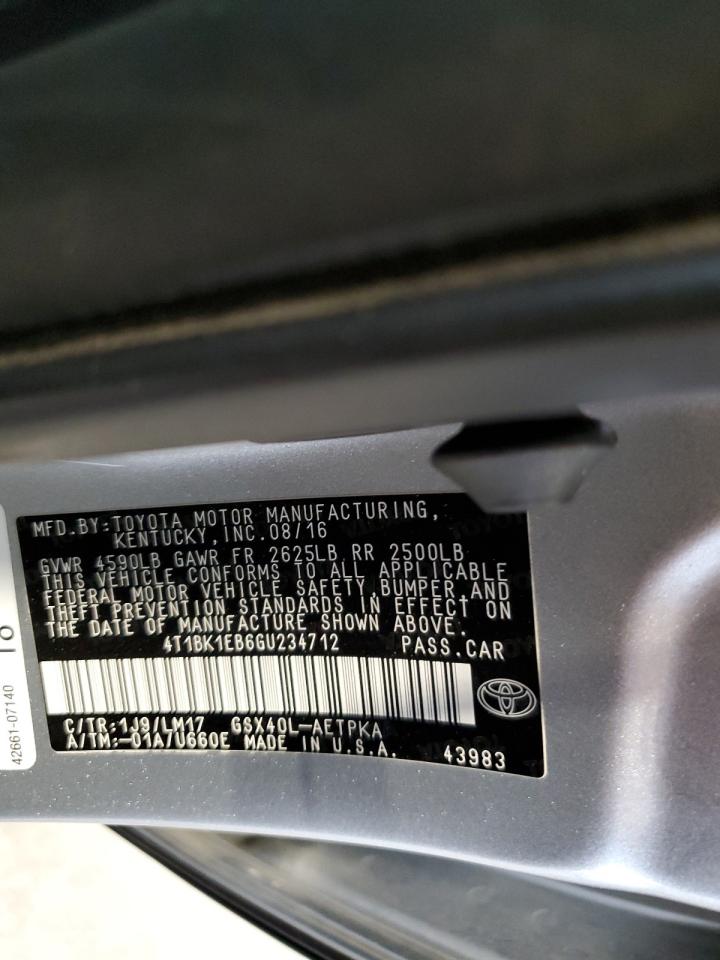 MFD.BY:TOYOTA MOTOR MANUFACTURING,
KENTUCKY,INC.08/16
GVWR 4590LB GAWR FR 2625LB RR 2500LB
THIS VEHICLE CONFORMS TO ALL APPLICABLE
FEDERAL MOTOR VEHICLE SAFETY,BUMPER,AND
THEFT PREVENTION STANDARDS IN EFFECT ON
THE DATE OF MANUFACTURE SHOWN ABOVE.
4T1BK1EB6GU234712 PASS.CAR
C/TR:1J9/LM17 GSX40L-AETPKA
A/TM:-01A/U660E MADE IN U.S.A. 43983
42661-07140